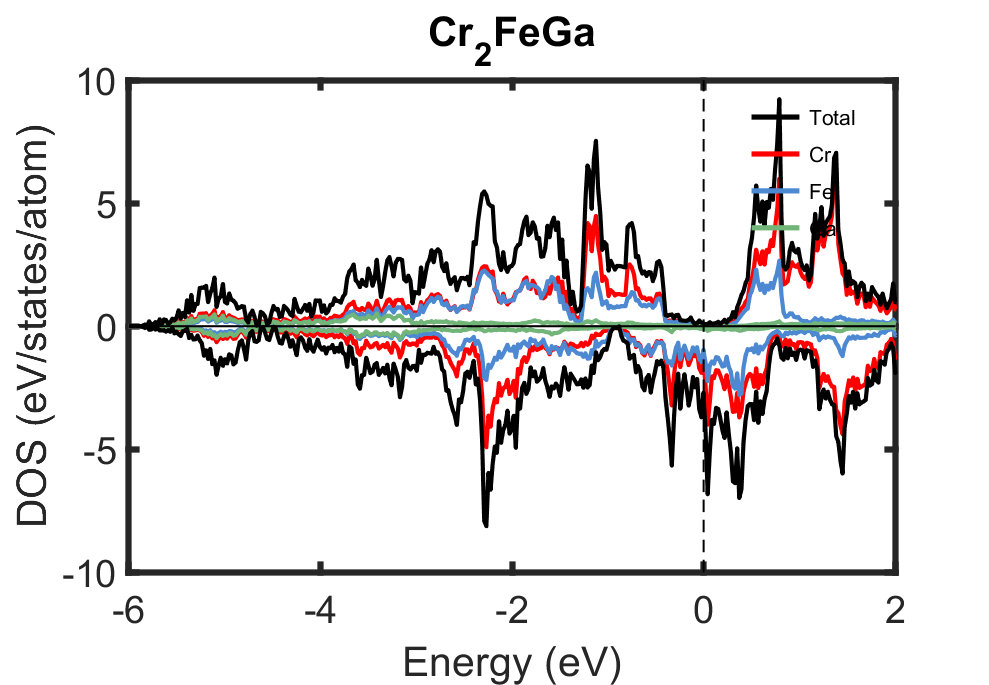 Cr2FeGa
10
5
0
-5
-10
DOS (eV/states/atom)
Total
Cr
Fe
-6
-4
-2
0
2
Energy (eV)